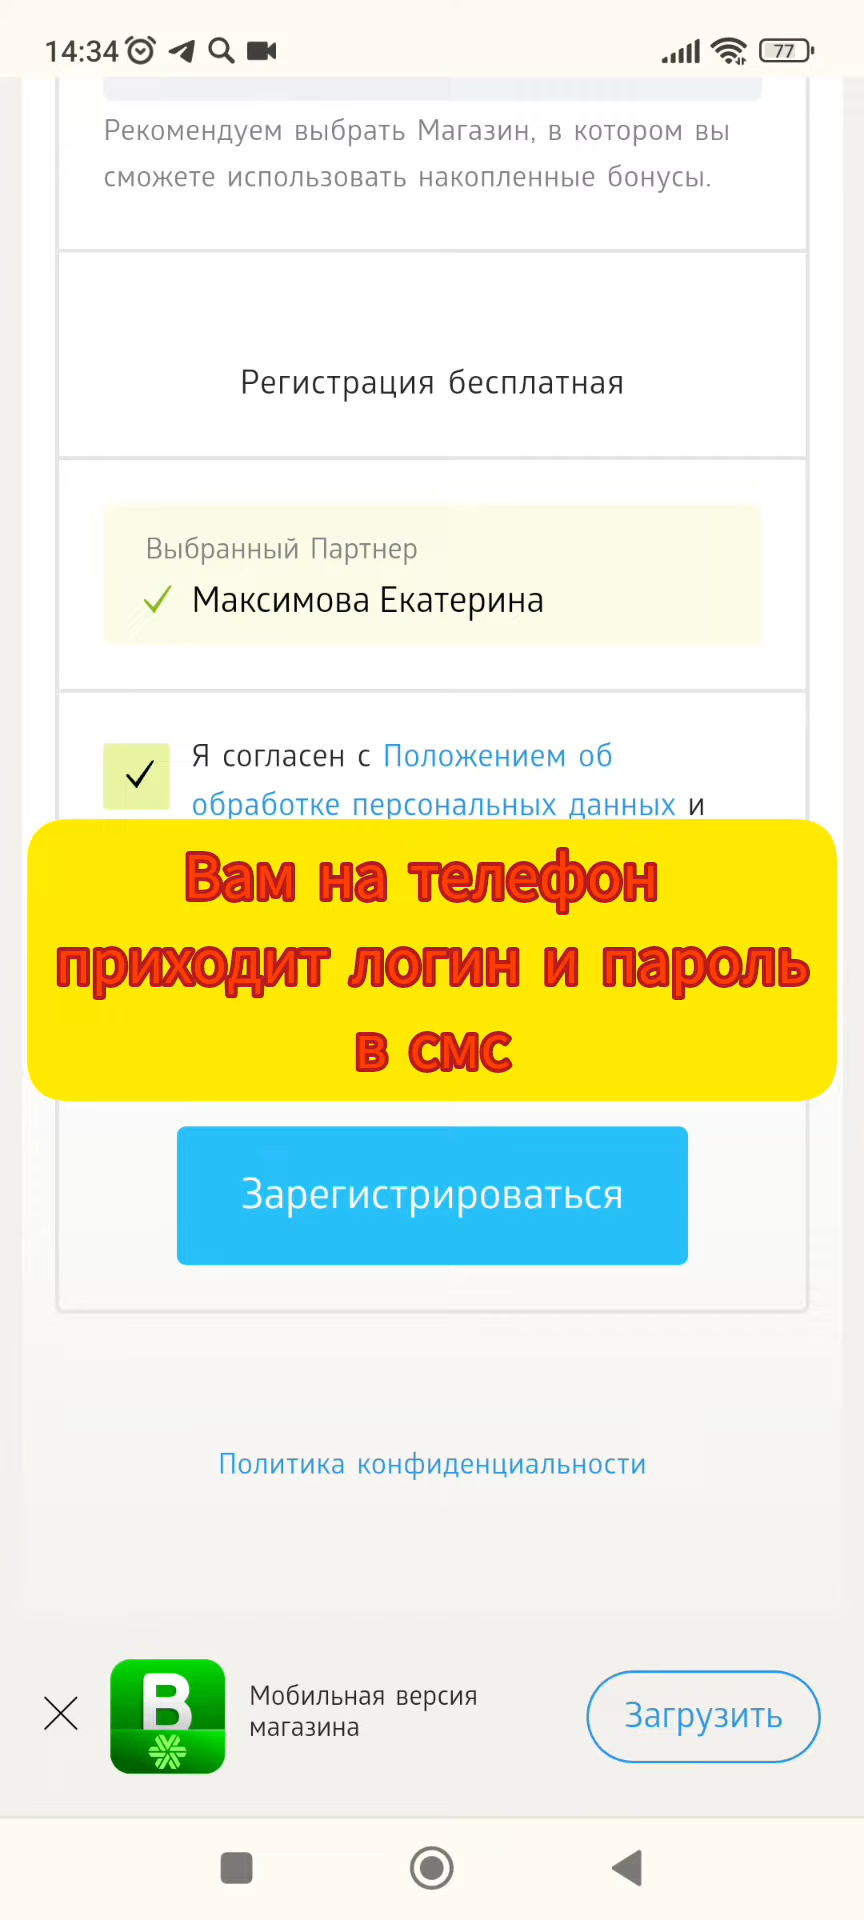 14:34
77
Рекомендуем выбрать Магазин, в котором вы
сможете использовать накопленные бонусы.
Регистрация бесплатная
Выбранный Партнер
Максимова Екатерина
Я согласен с Положением об
обработке персональных данных и
Вам на телефон
приходит логин и пароль
в смс
Зарегистрироваться
Политика конфиденциальности
B
Мобильная версия
магазина
Загрузить